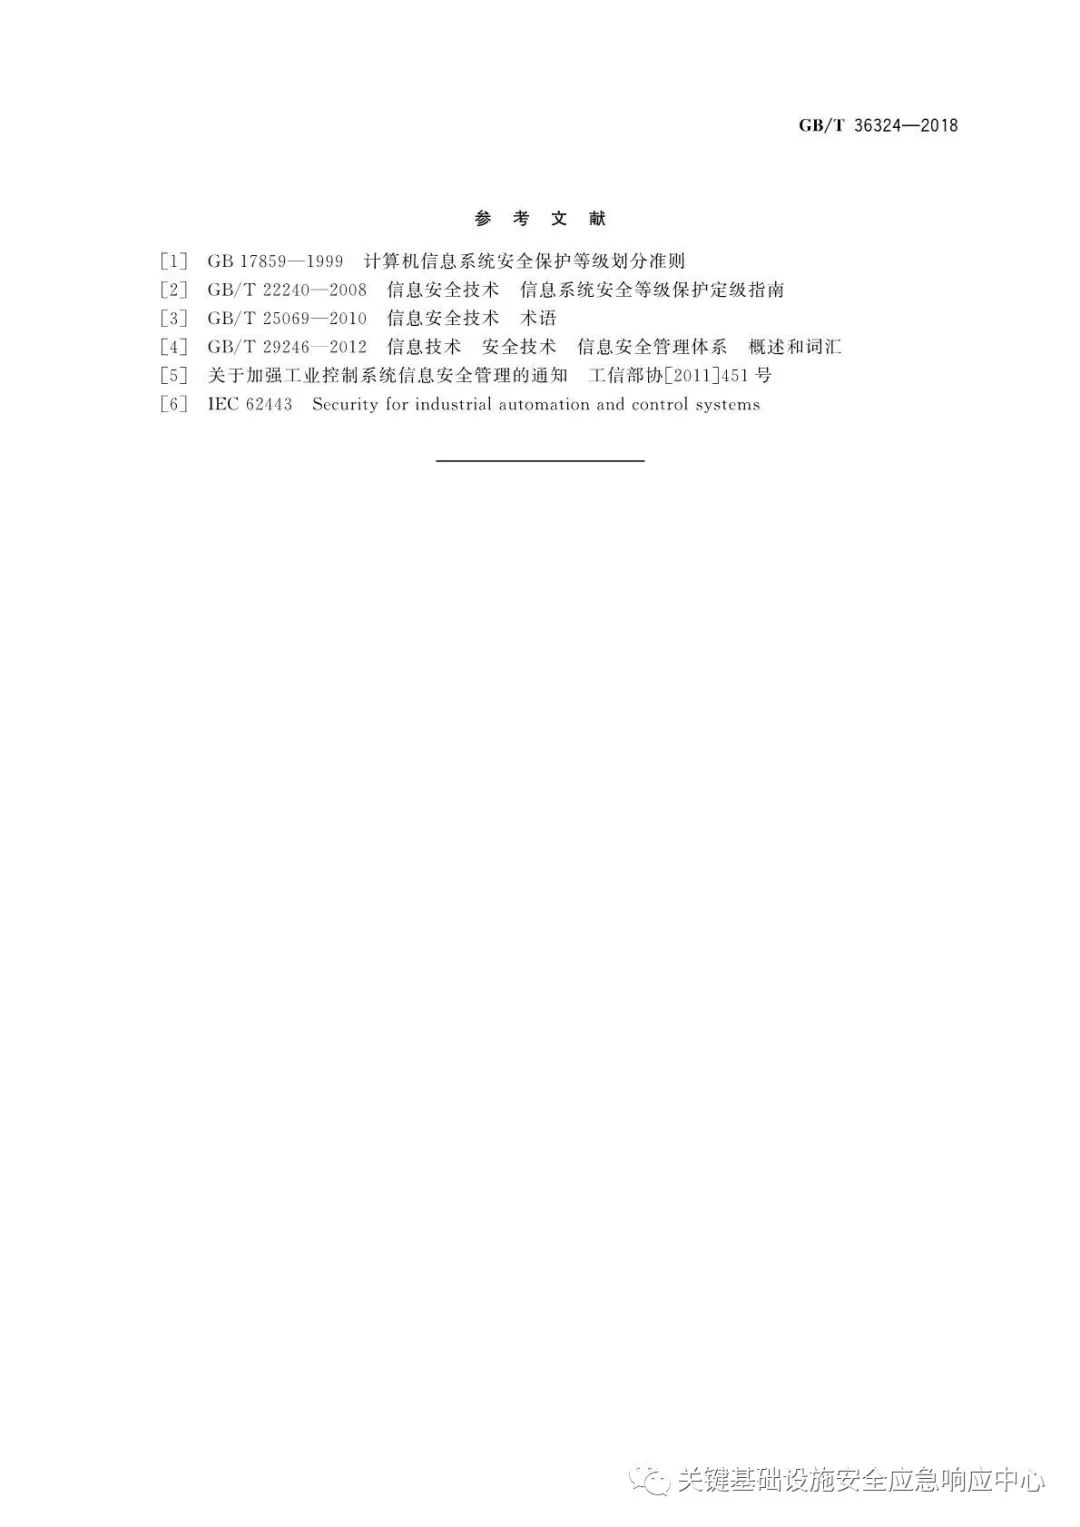 GB/T 36324—2018
参 考 文 献
[1] GB 17859—1999 计算机信息系统安全保护等级划分准则
[2] GB/T 22240—2008 信息安全技术 信息系统安全等级保护定级指南
[3] GB/T 25069—2010 信息安全技术 术语
[4] GB/T 29246—2012 信息技术 安全技术 信息安全管理体系 概述和词汇
[5] 关于加强工业控制系统信息安全管理的通知 工信部协[2011]451 号
[6] IEC 62443 Security for industrial automation and control systems
关键基础设施安全应急响应中心